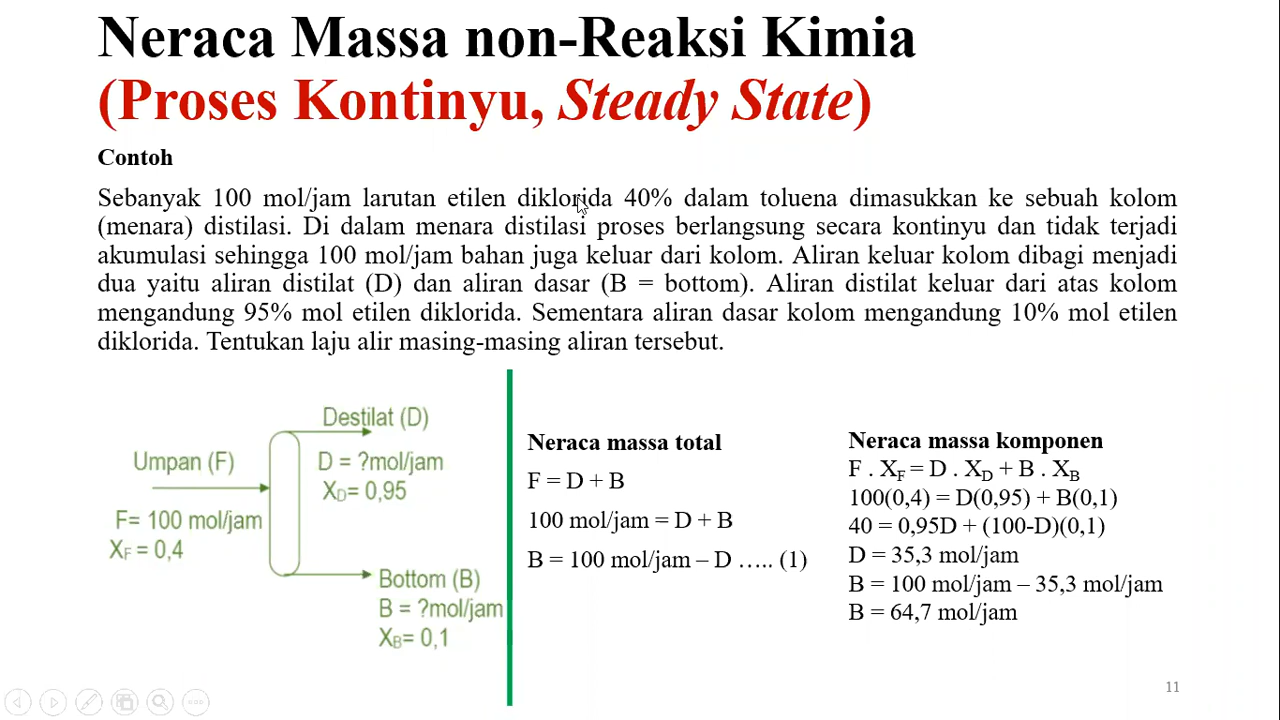 Neraca Massa non-Reaksi Kimia
(Proses Kontinyu, Steady State)
Contoh
Sebanyak 100 mol/jam larutan etilen diklorida 40% dalam toluena dimasukkan ke sebuah kolom
(menara) distilasi. Di dalam menara distilasi proses berlangsung secara kontinyu dan tidak terjadi
akumulasi sehingga 100 mol/jam bahan juga keluar dari kolom. Aliran keluar kolom dibagi menjadi
dua yaitu aliran distilat (D) dan aliran dasar (B = bottom). Aliran distilat keluar dari atas kolom
mengandung 95% mol etilen diklorida. Sementara aliran dasar kolom mengandung 10% mol etilen
diklorida. Tentukan laju alir masing-masing aliran tersebut.
Destilat (D)
Umpan (F)
D = ?mol/jam
X_D= 0,95
F= 100 mol/jam
X_F = 0,4
Bottom (B)
B = ?mol/jam
X_B= 0,1
Neraca massa total
F = D + B
100 mol/jam = D + B
B = 100 mol/jam – D ….. (1)
Neraca massa komponen
F . X_F = D . X_D + B . X_B
100(0,4) = D(0,95) + B(0,1)
40 = 0,95D + (100-D)(0,1)
D = 35,3 mol/jam
B = 100 mol/jam – 35,3 mol/jam
B = 64,7 mol/jam
11